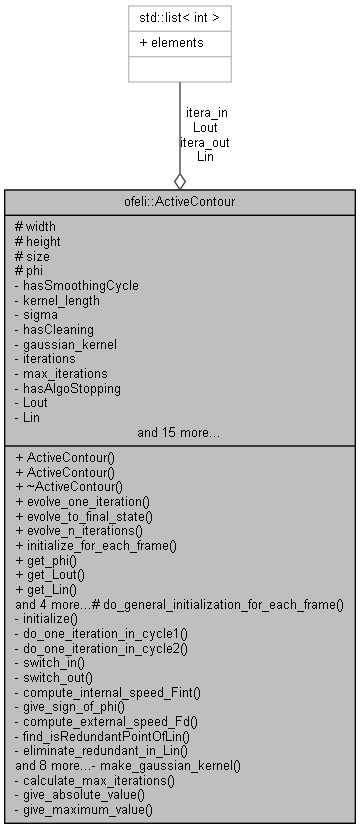 std::list< int >
+ elements
itera_in
Lout
itera_out
Lin
ofeli::ActiveContour
# width
# height
# size
# phi
- hasSmoothingCycle
- kernel_length
- sigma
- hasCleaning
- gaussian_kernel
- iterations
- max_iterations
- hasAlgoStopping
- Lout
- Lin
and 15 more...
+ ActiveContour()
+ ActiveContour()
+ ~ActiveContour()
+ evolve_one_iteration()
+ evolve_to_final_state()
+ evolve_n_iterations()
+ initialize_for_each_frame()
+ get_phi()
+ get_Lout()
+ get_Lin()
and 4 more...# do_general_initialization_for_each_frame()
- initialize()
- do_one_iteration_in_cycle1()
- do_one_iteration_in_cycle2()
- switch_in()
- switch_out()
- compute_internal_speed_Fint()
- give_sign_of_phi()
- compute_external_speed_Fd()
- find_isRedundantPointOfLin()
- eliminate_redundant_in_Lin()
and 8 more...- make_gaussian_kernel()
- calculate_max_iterations()
- give_absolute_value()
- give_maximum_value()